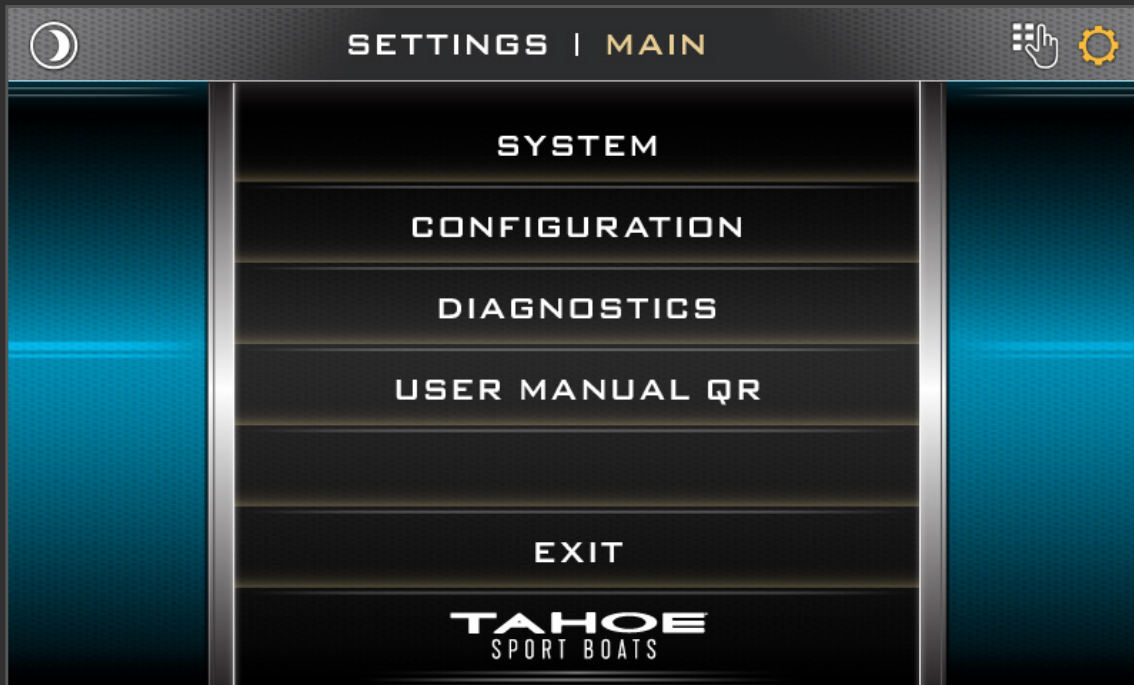 SETTINGS | MAIN
SYSTEM
CONFIGURATION
DIAGNOSTICS
USER MANUAL QR
EXIT
TAHOE
SPORT BOATS